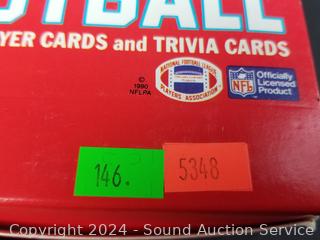 OTBALL
YER CARDS and TRIVIA CARDS
©
1990
NFLPA
NATIONAL FOOTBALL LEAGUE
PLAYERS ASSOCIATION
NFL
Officially
Licensed
Product
146.
5348
Copyright 2024 - Sound Auction Service